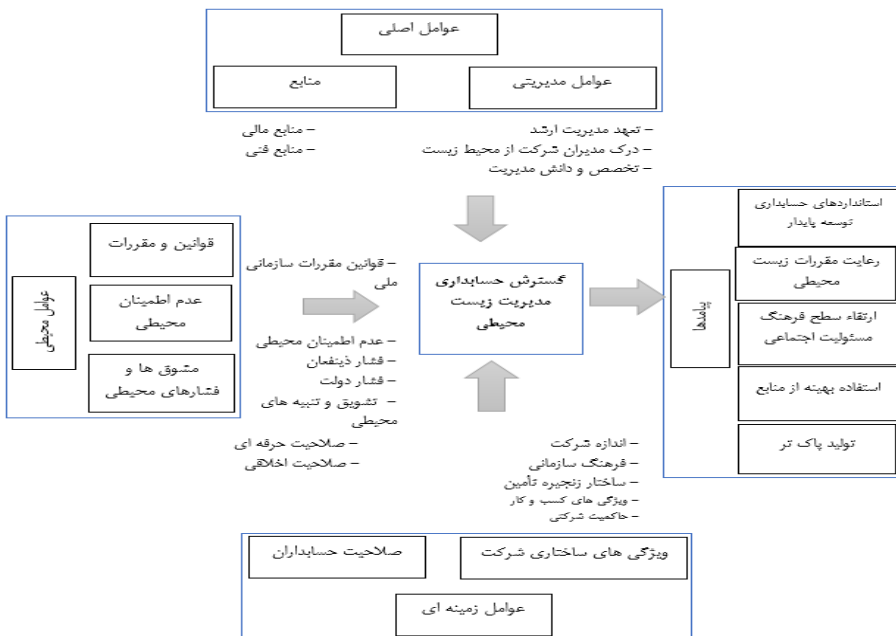 عوامل اصلی
عوامل مدیریتی
منابع
– تعهد مدیریت ارشد
– درک مدیران شرکت از محیط زیست
– تخصص و دانش مدیریت
– منابع مالی
– منابع فنی
استانداردهای حسابداری
توسعه پایدار
رعایت مقررات زیست
محیطی
ارتقاء سطح فرهنگ
مسئولیت اجتماعی
استفاده بهینه از منابع
تولید پاک تر
پیامدها
گسترش حسابداری
مدیریت زیست
محیطی
– قوانین مقررات سازمانی
ملی
– عدم اطمینان محیطی
– فشار ذینفعان
– فشار دولت
– تشویق و تنبیه های
محیطی
قوانین و مقررات
عدم اطمینان
محیطی
مشوق ها و
فشارهای محیطی
عوامل محیطی
– اندازه شرکت
– فرهنگ سازمانی
– ساختار زنجیره تأمین
– ویژگی های کسب و کار
– حاکمیت شرکتی
– صلاحیت حرفه ای
– صلاحیت اخلاقی
ویژگی های ساختاری شرکت
صلاحیت حسابداران
عوامل زمینه ای